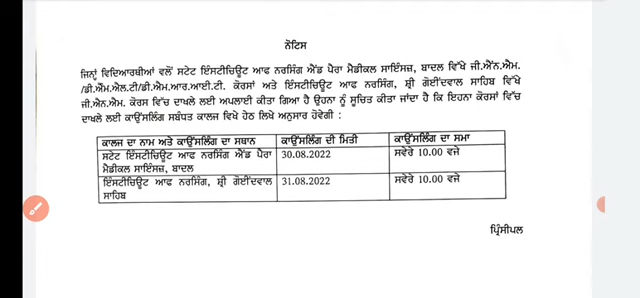 ਨੋਟਿਸ
ਜਿਨ੍ਹਾਂ ਵਿਦਿਆਰਥੀਆਂ ਵਲੋਂ ਸਟੇਟ ਇੰਸਟੀਚਿਊਟ ਆਫ ਨਰਸਿੰਗ ਐਂਡ ਪੈਰਾ ਮੈਡੀਕਲ ਸਾਇੰਸਜ਼, ਬਾਦਲ ਵਿੱਖੇ ਜੀ.ਐੱਨ.ਐਮ.
/ਡੀ.ਐੱਮ.ਐਲ.ਟੀ/ਡੀ.ਐਮ.ਆਰ.ਆਈ.ਟੀ. ਕੋਰਸਾਂ ਅਤੇ ਇੰਸਟੀਚਿਊਟ ਆਫ ਨਰਸਿੰਗ, ਸ਼੍ਰੀ ਗੋਇੰਦਵਾਲ ਸਾਹਿਬ ਵਿੱਖੇ
ਜੀ.ਐਨ.ਐਮ. ਕੋਰਸ ਵਿੱਚ ਦਾਖਲੇ ਲਈ ਅਪਲਾਈ ਕੀਤਾ ਗਿਆ ਹੈ ਉਹਨਾ ਨੂੰ ਸੂਚਿਤ ਕੀਤਾ ਜਾਂਦਾ ਹੈ ਕਿ ਇਹਨਾ ਕੋਰਸਾਂ ਵਿੱਚ
ਦਾਖਲੇ ਲਈ ਕਾਊਂਸਲਿੰਗ ਸਬੰਧਤ ਕਾਲਜ ਵਿਖੇ ਹੇਠ ਲਿਖੇ ਅਨੁਸਾਰ ਹੋਵੇਗੀ :
ਕਾਲਜ ਦਾ ਨਾਮ ਅਤੇ ਕਾਊਂਸਲਿੰਗ ਦਾ ਸਥਾਨ ਕਾਊਂਸਲਿੰਗ ਦੀ ਮਿਤੀ ਕਾਊਂਸਲਿੰਗ ਦਾ ਸਮਾ
ਸਟੇਟ ਇੰਸਟੀਚਿਊਟ ਆਫ ਨਰਸਿੰਗ ਐਂਡ ਪੈਰਾ 30.08.2022 ਸਵੇਰੇ 10.00 ਵਜੇ
ਮੈਡੀਕਲ ਸਾਇੰਸਜ਼, ਬਾਦਲ
ਇੰਸਟੀਚਿਊਟ ਆਫ ਨਰਸਿੰਗ, ਸ਼੍ਰੀ ਗੋਇੰਦਵਾਲ 31.08.2022 ਸਵੇਰੇ 10.00 ਵਜੇ
ਸਾਹਿਬ
ਪ੍ਰਿੰਸੀਪਲ